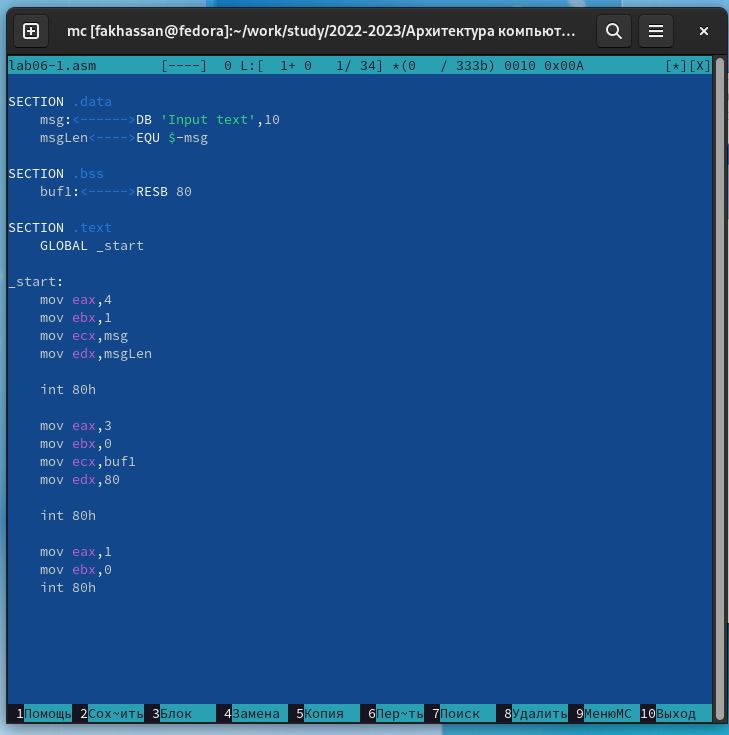 mc [fakhassan@fedora]:~/work/study/2022-2023/Архитектура компьют...
lab06-1.asm [----] 0 L:[ 1+ 0 1/ 34] *(0 / 333b) 0010 0x00A [*][X]
SECTION .data
msg:<------>DB 'Input text',10
msgLen<---->EQU $-msg
SECTION .bss
buf1:<----->RESB 80
SECTION .text
GLOBAL _start
_start:
mov eax,4
mov ebx,1
mov ecx,msg
mov edx,msgLen
int 80h
mov eax,3
mov ebx,0
mov ecx,buf1
mov edx,80
int 80h
mov eax,1
mov ebx,0
int 80h
1Помощь 2Сох~ить 3Блок 4Замена 5Копия 6Пер~ть 7Поиск 8Удалить 9МенюМС 10Выход